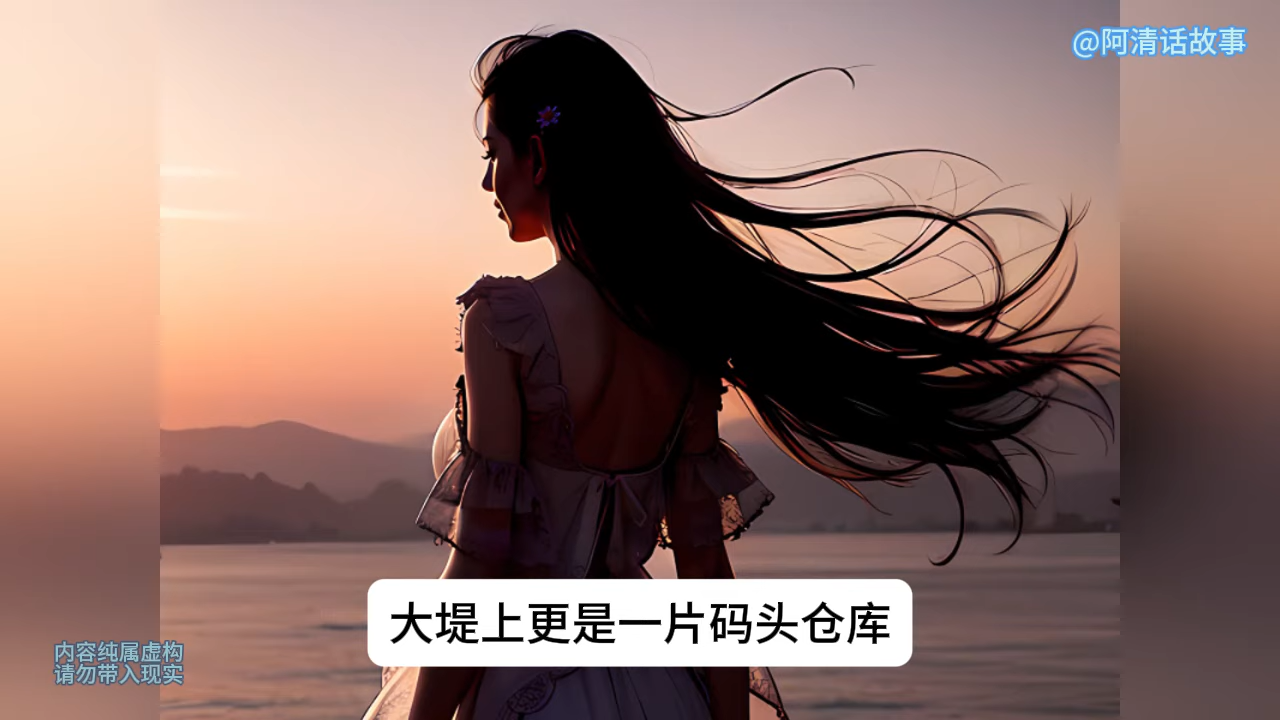 @阿清话故事
大堤上更是一片码头仓库
内容纯属虚构
请勿带入现实